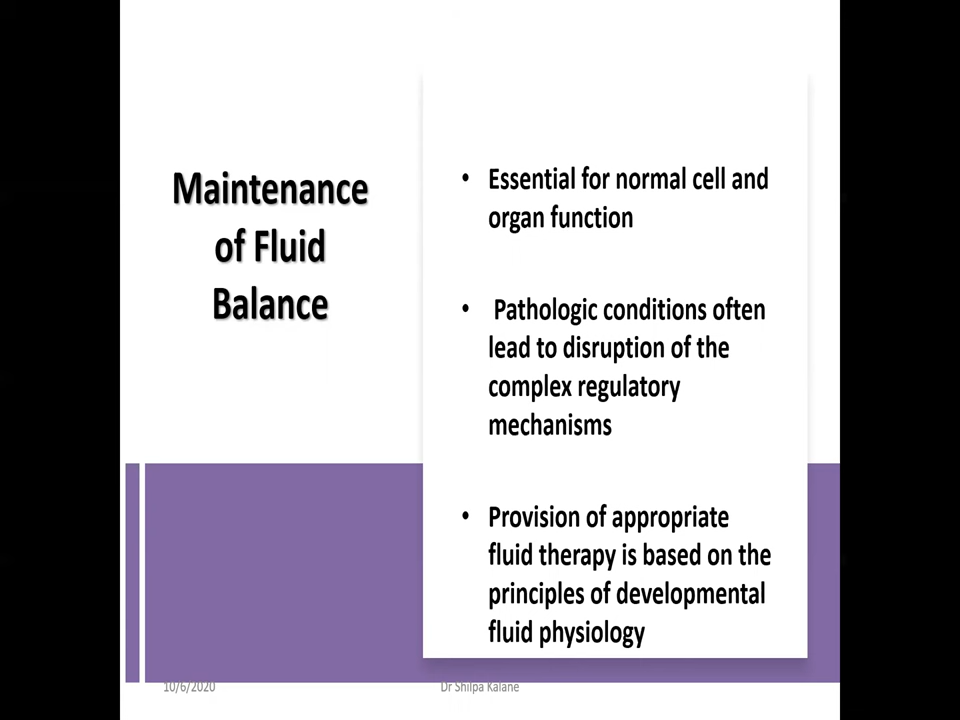 Maintenance
of Fluid
Balance
• Essential for normal cell and
organ function
• Pathologic conditions often
lead to disruption of the
complex regulatory
mechanisms
• Provision of appropriate
fluid therapy is based on the
principles of developmental
fluid physiology
10/6/2020
Dr Shilpa Kalane